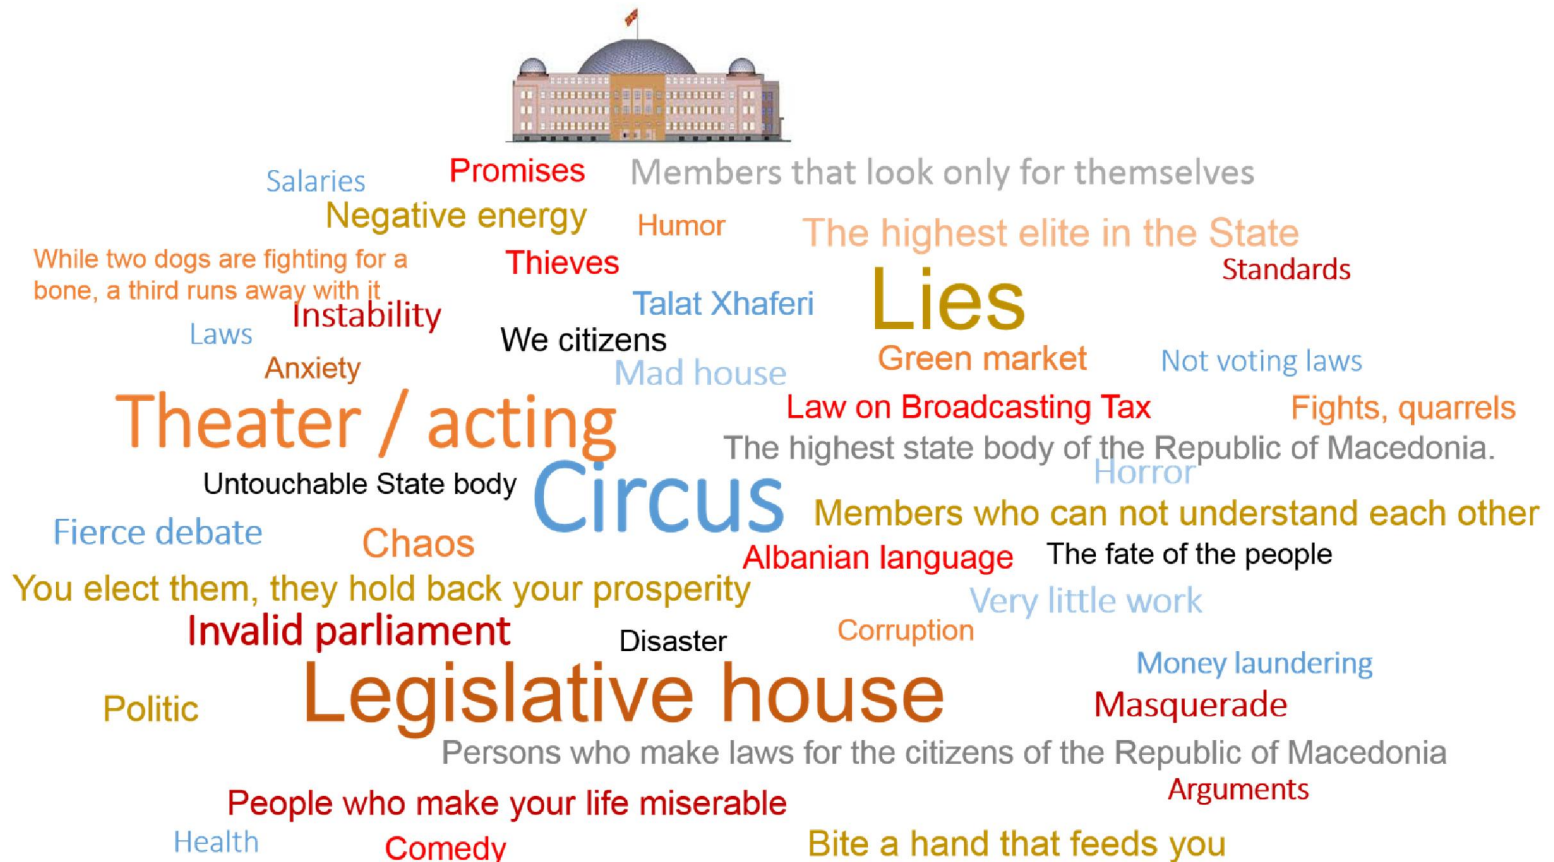 Promises
Members that look only for themselves
Salaries
Negative energy
Humor
The highest elite in the State
While two dogs are fighting for a
bone, a third runs away with it
Thieves
Standards
Instability
Talat Xhaferi
Lies
Laws
We citizens
Green market
Not voting laws
Anxiety
Mad house
Theater / acting
Law on Broadcasting Tax
Fights, quarrels
The highest state body of the Republic of Macedonia.
Horror
Untouchable State body
Circus
Members who can not understand each other
Fierce debate
Chaos
Albanian language
The fate of the people
You elect them, they hold back your prosperity
Very little work
Invalid parliament
Disaster
Corruption
Money laundering
Politic
Legislative house
Masquerade
Persons who make laws for the citizens of the Republic of Macedonia
Arguments
People who make your life miserable
Health
Comedy
Bite a hand that feeds you